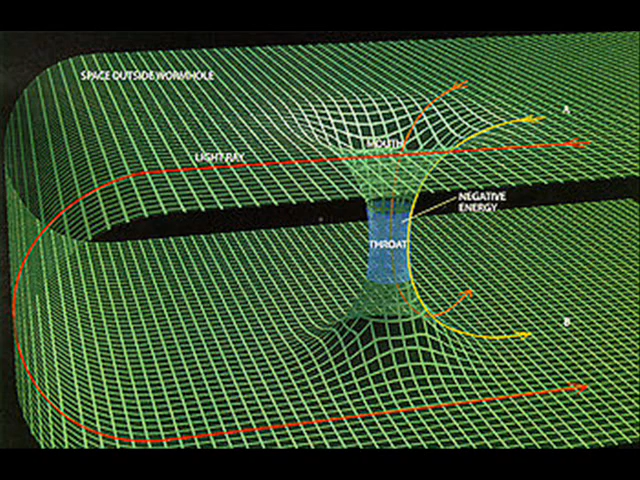 SPACE OUTSIDE WORMHOLE
A
MOUTH
LIGHT RAY
NEGATIVE
ENERGY
THROAT
B